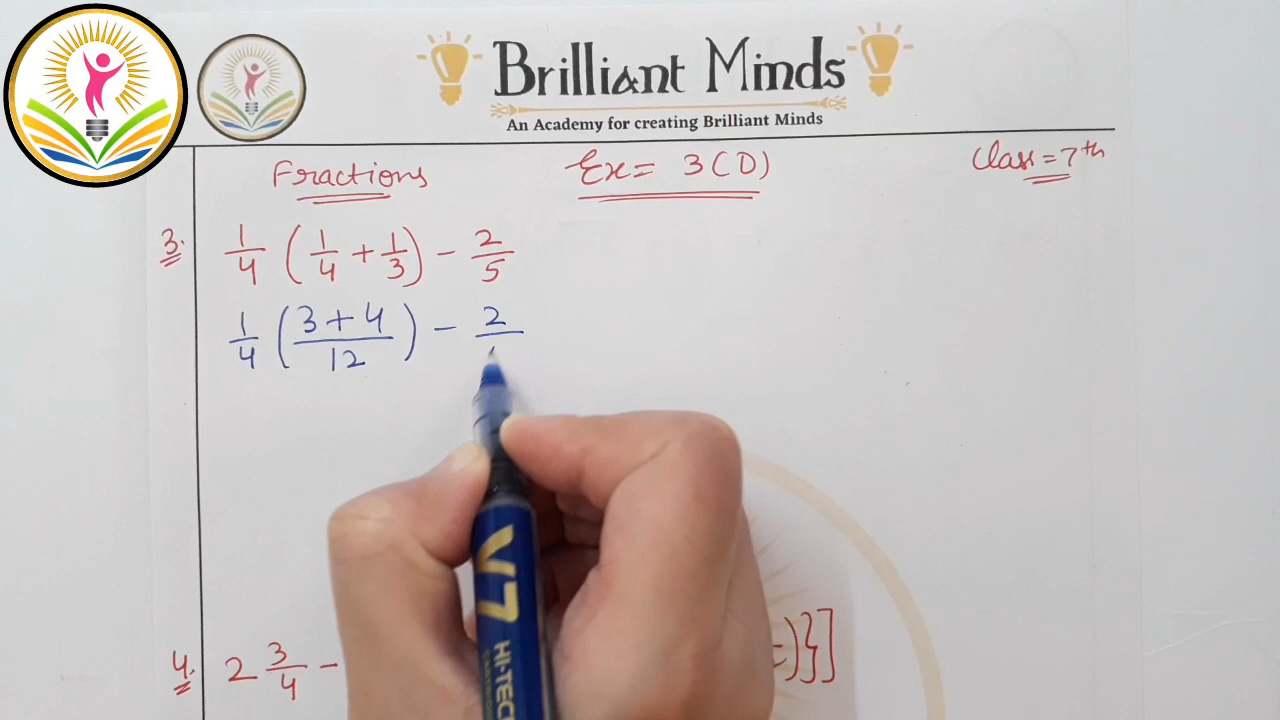 Brilliant Minds
An Academy for creating Brilliant Minds
Fractions Ex = 3(D) Class = 7th
3. 1/4 (1/4 + 1/3) - 2/5
1/4 ((3+4)/12) - 2/
4. 2 3/4 - )}]
V7 HI-TEC